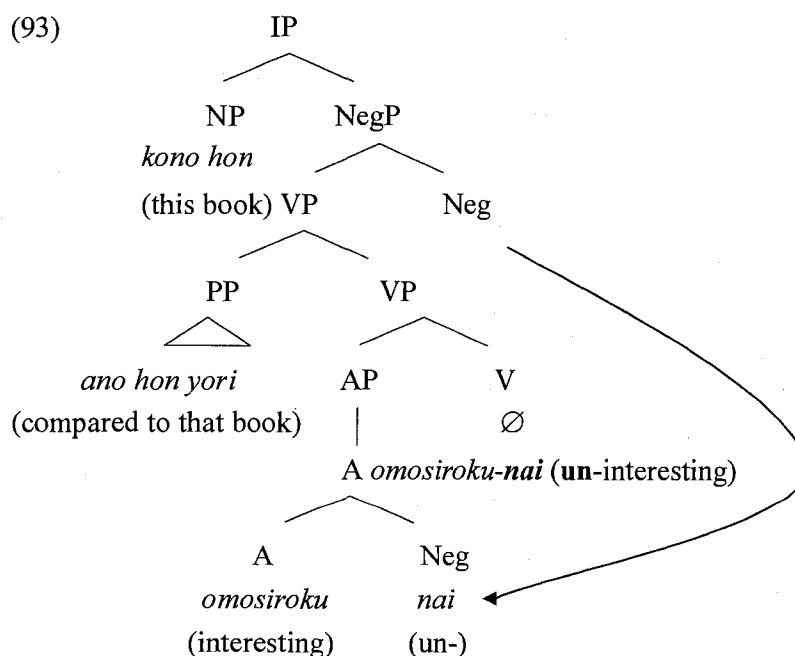 (93) IP
NP NegP
kono hon
(this book) VP Neg
PP VP
ano hon yori AP V
(compared to that book) ∅
A omosiroku-nai (un-interesting)
A Neg
omosiroku nai
(interesting) (un-)